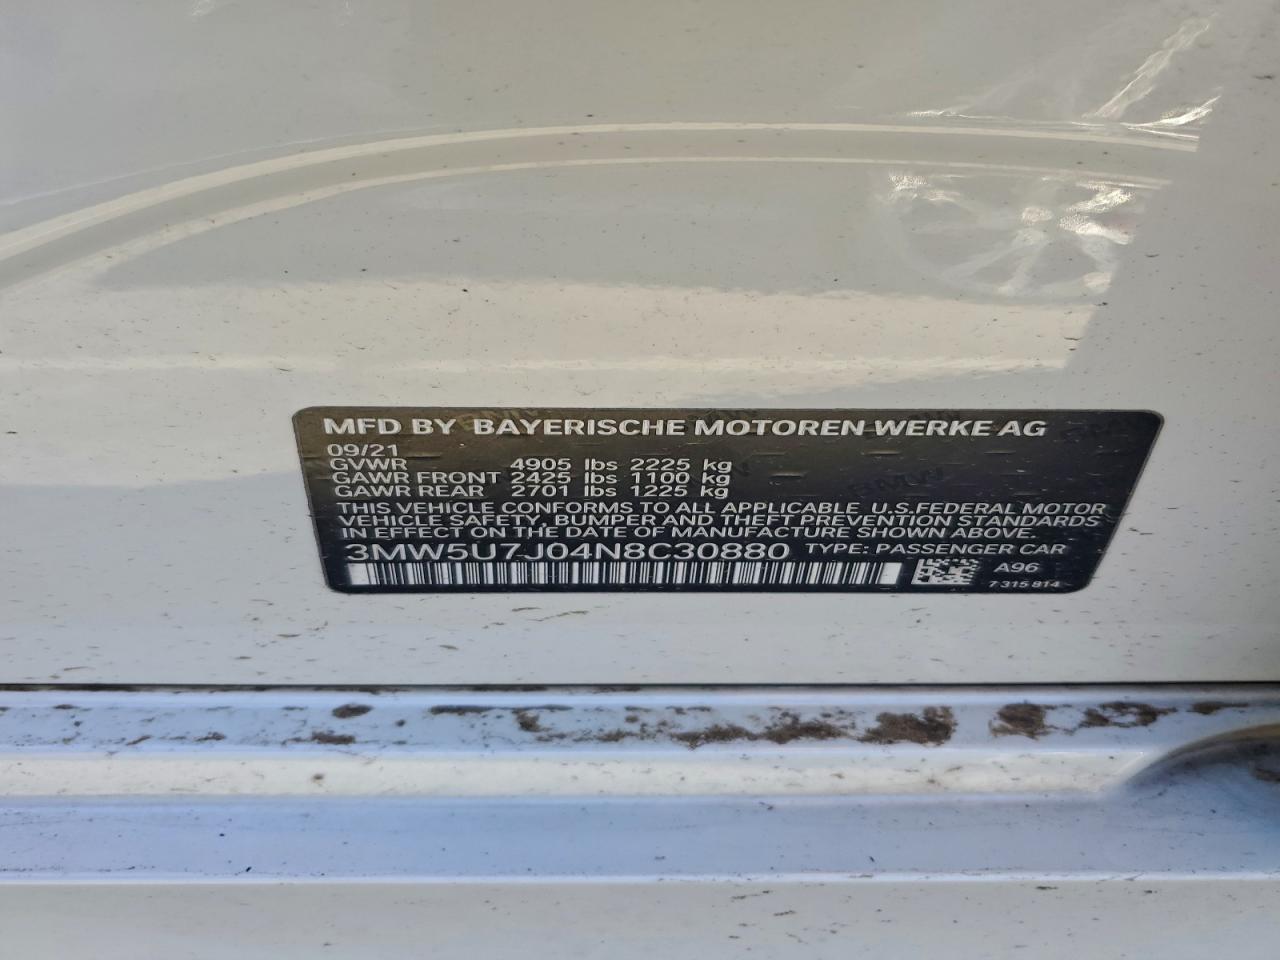 MFD BY BAYERISCHE MOTOREN WERKE AG
09/21
GVWR 4905 lbs 2225 kg
GAWR FRONT 2425 lbs 1100 kg
GAWR REAR 2701 lbs 1225 kg
THIS VEHICLE CONFORMS TO ALL APPLICABLE U.S.FEDERAL MOTOR
VEHICLE SAFETY, BUMPER AND THEFT PREVENTION STANDARDS
IN EFFECT ON THE DATE OF MANUFACTURE SHOWN ABOVE.
3MW5U7J04N8C30880 TYPE: PASSENGER CAR
A96
7 315 814